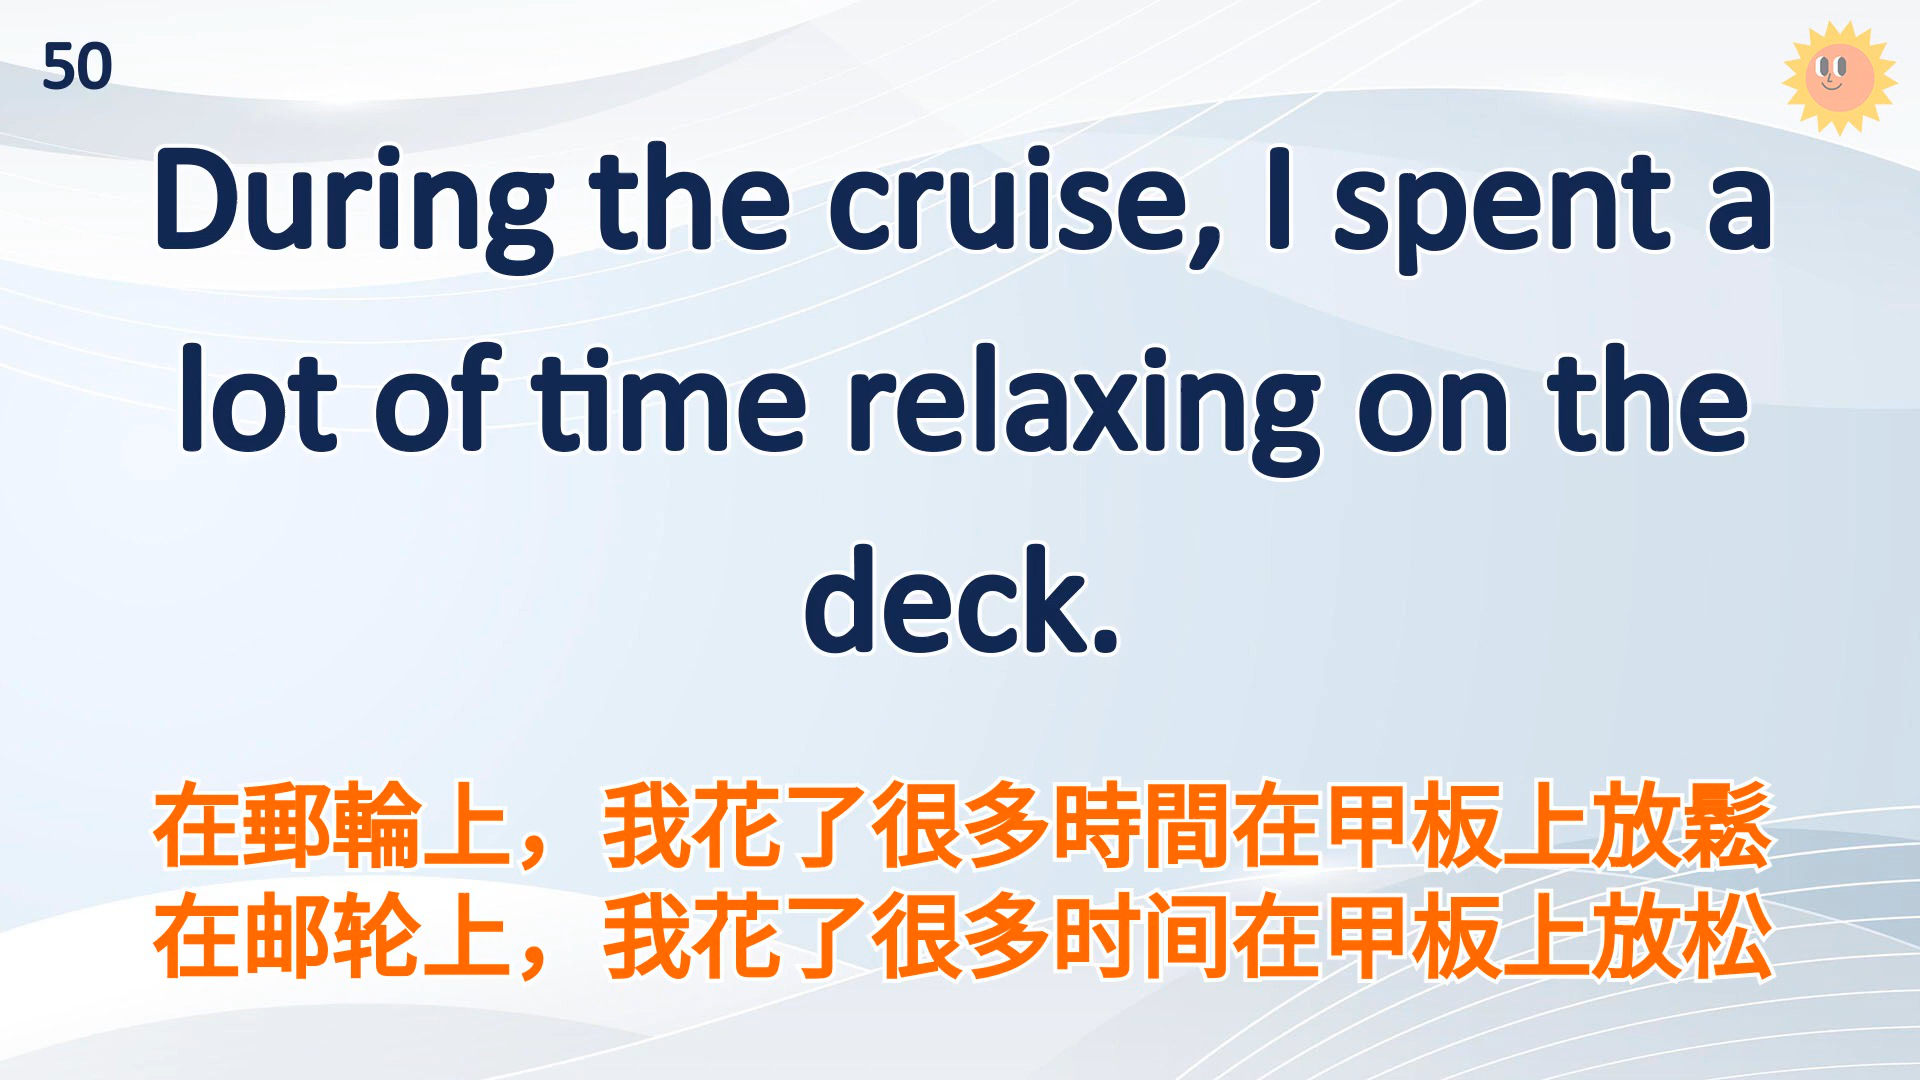 50
During the cruise, I spent a
lot of time relaxing on the
deck.
在郵輪上，我花了很多時間在甲板上放鬆
在邮轮上，我花了很多时间在甲板上放松